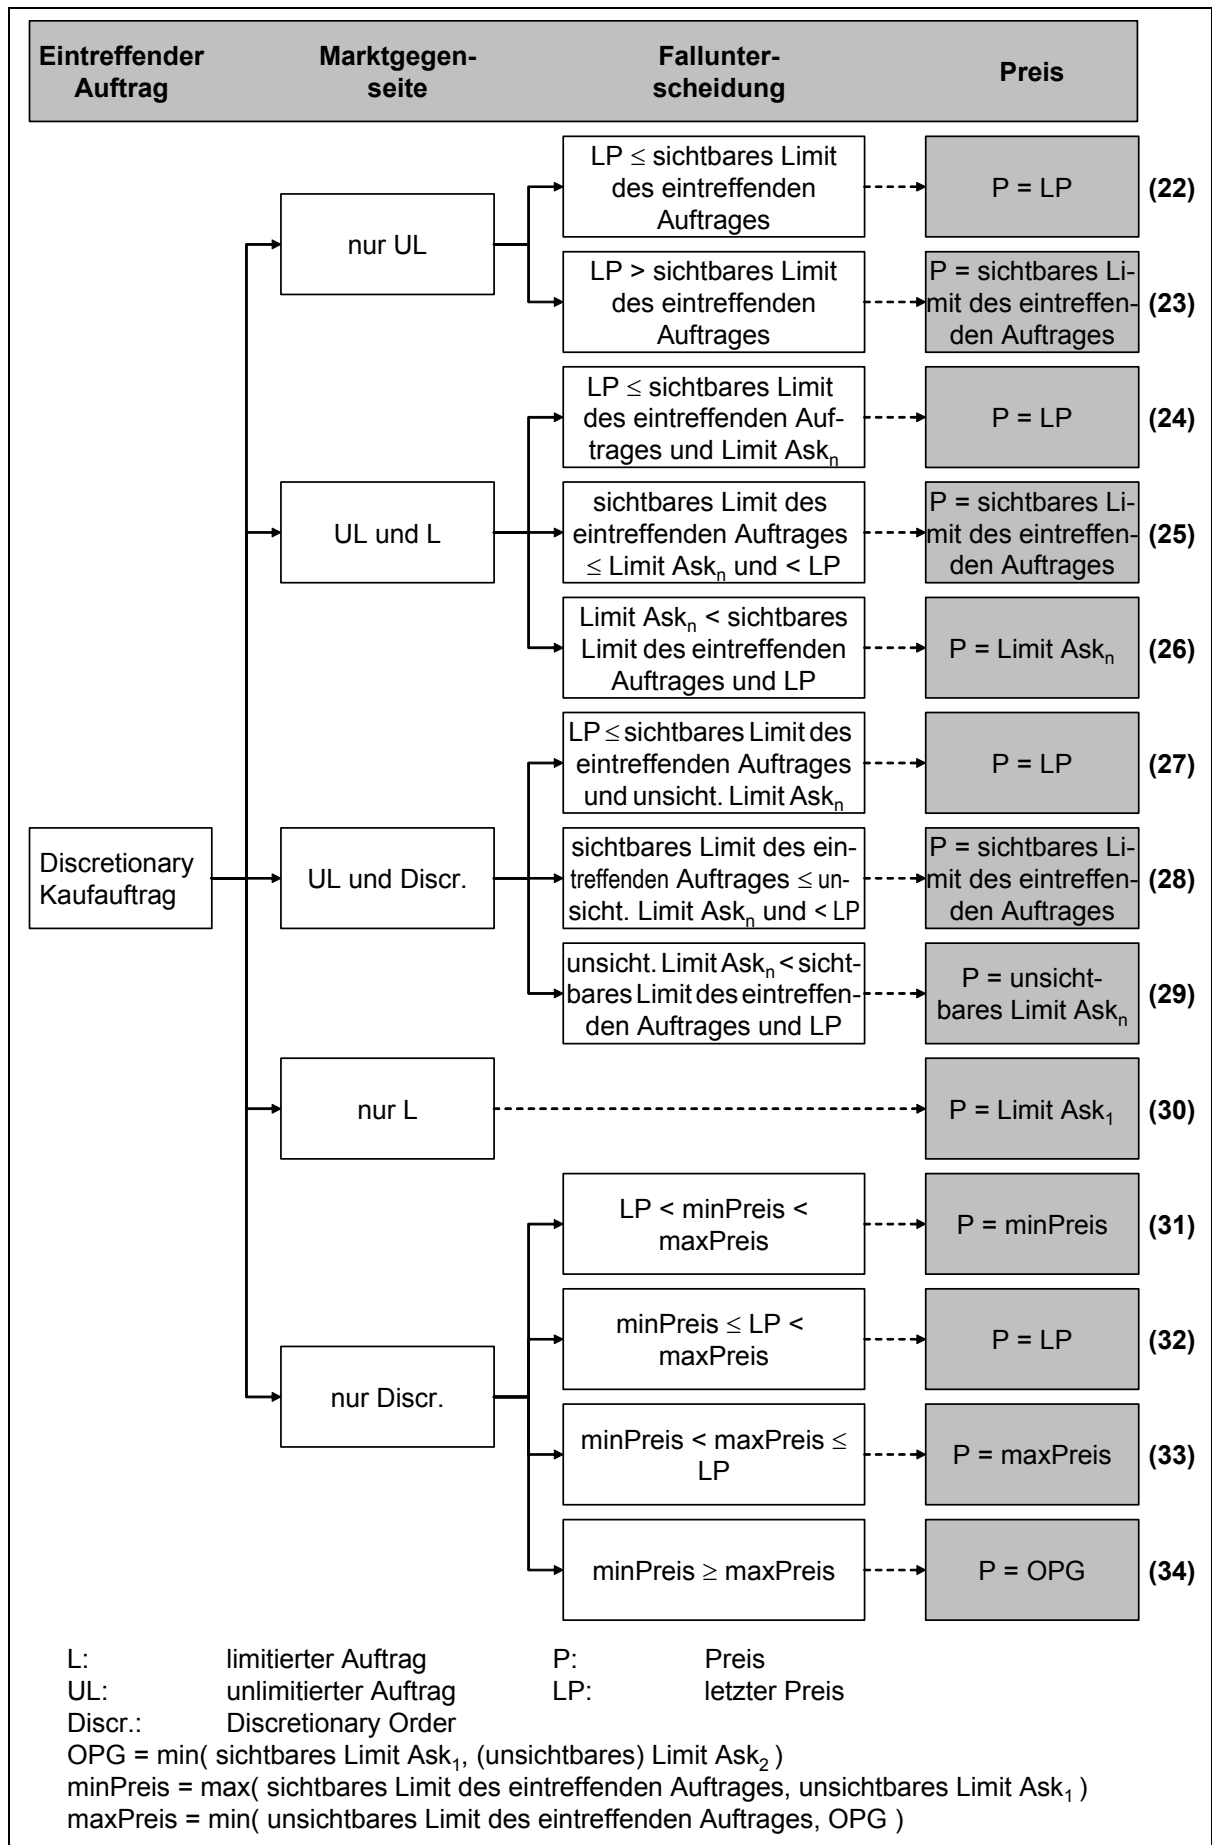 Eintreffender
Auftrag
Marktgegen-
seite
Fallunter-
scheidung
Preis
Discretionary
Kaufauftrag
nur UL
LP ≤ sichtbares Limit
des eintreffenden
Auftrages
P = LP
(22)
LP > sichtbares Limit
des eintreffenden
Auftrages
P = sichtbares Li-
mit des eintreffen-
den Auftrages
(23)
UL und L
LP ≤ sichtbares Limit
des eintreffenden Auf-
trages und Limit Askₙ
P = LP
(24)
sichtbares Limit des
eintreffenden Auftrages
≤ Limit Askₙ und < LP
P = sichtbares Li-
mit des eintreffen-
den Auftrages
(25)
Limit Askₙ < sichtbares
Limit des eintreffenden
Auftrages und LP
P = Limit Askₙ
(26)
UL und Discr.
LP ≤ sichtbares Limit des
eintreffenden Auftrages
und unsicht. Limit Askₙ
P = LP
(27)
sichtbares Limit des ein-
treffenden Auftrages ≤ un-
sicht. Limit Askₙ und < LP
P = sichtbares Li-
mit des eintreffen-
den Auftrages
(28)
unsicht. Limit Askₙ < sicht-
bares Limit des eintreffen-
den Auftrages und LP
P = unsicht-
bares Limit Askₙ
(29)
nur L
P = Limit Ask₁
(30)
nur Discr.
LP < minPreis <
maxPreis
P = minPreis
(31)
minPreis ≤ LP <
maxPreis
P = LP
(32)
minPreis < maxPreis ≤
LP
P = maxPreis
(33)
minPreis ≥ maxPreis
P = OPG
(34)
L: limitierter Auftrag P: Preis
UL: unlimitierter Auftrag LP: letzter Preis
Discr.: Discretionary Order
OPG = min( sichtbares Limit Ask₁, (unsichtbares) Limit Ask₂ )
minPreis = max( sichtbares Limit des eintreffenden Auftrages, unsichtbares Limit Ask₁ )
maxPreis = min( unsichtbares Limit des eintreffenden Auftrages, OPG )